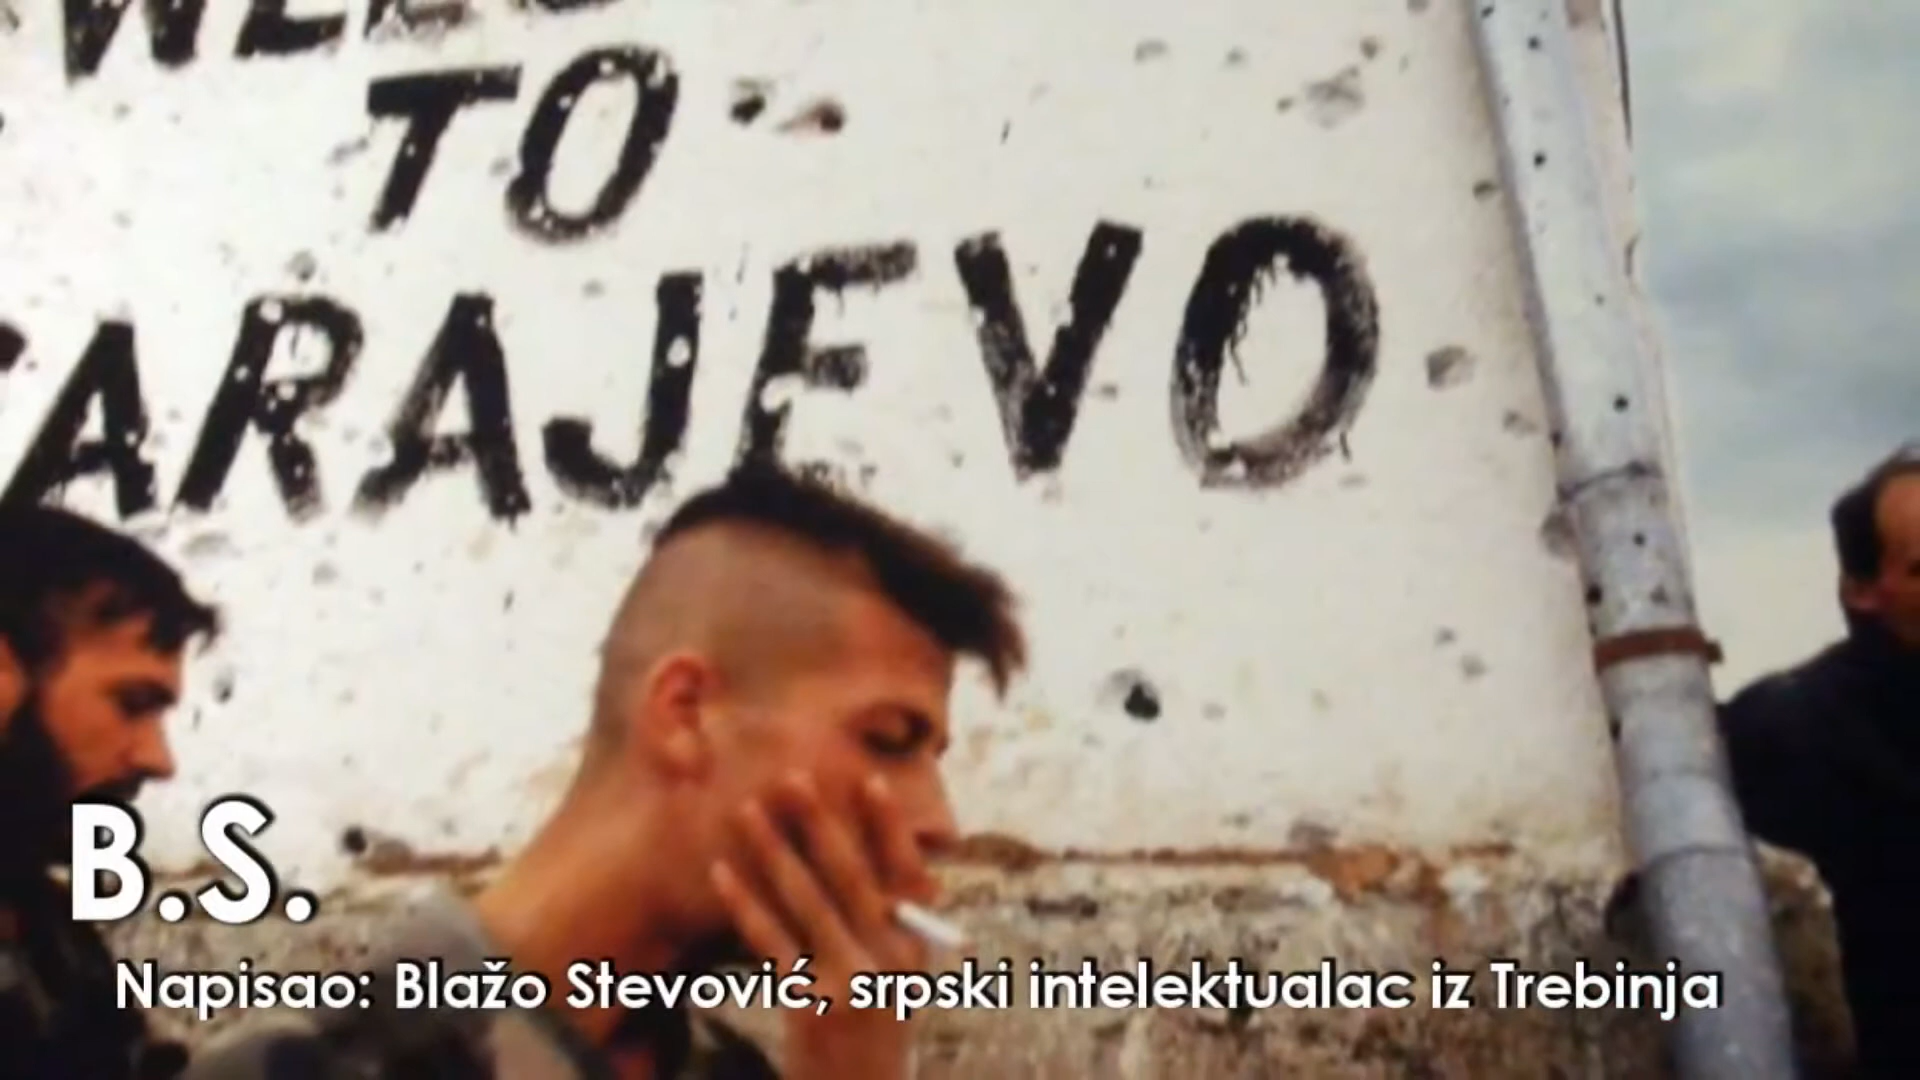 TO
ARAJEVO
B.S.
Napisao: Blažo Stevović, srpski intelektualac iz Trebinja